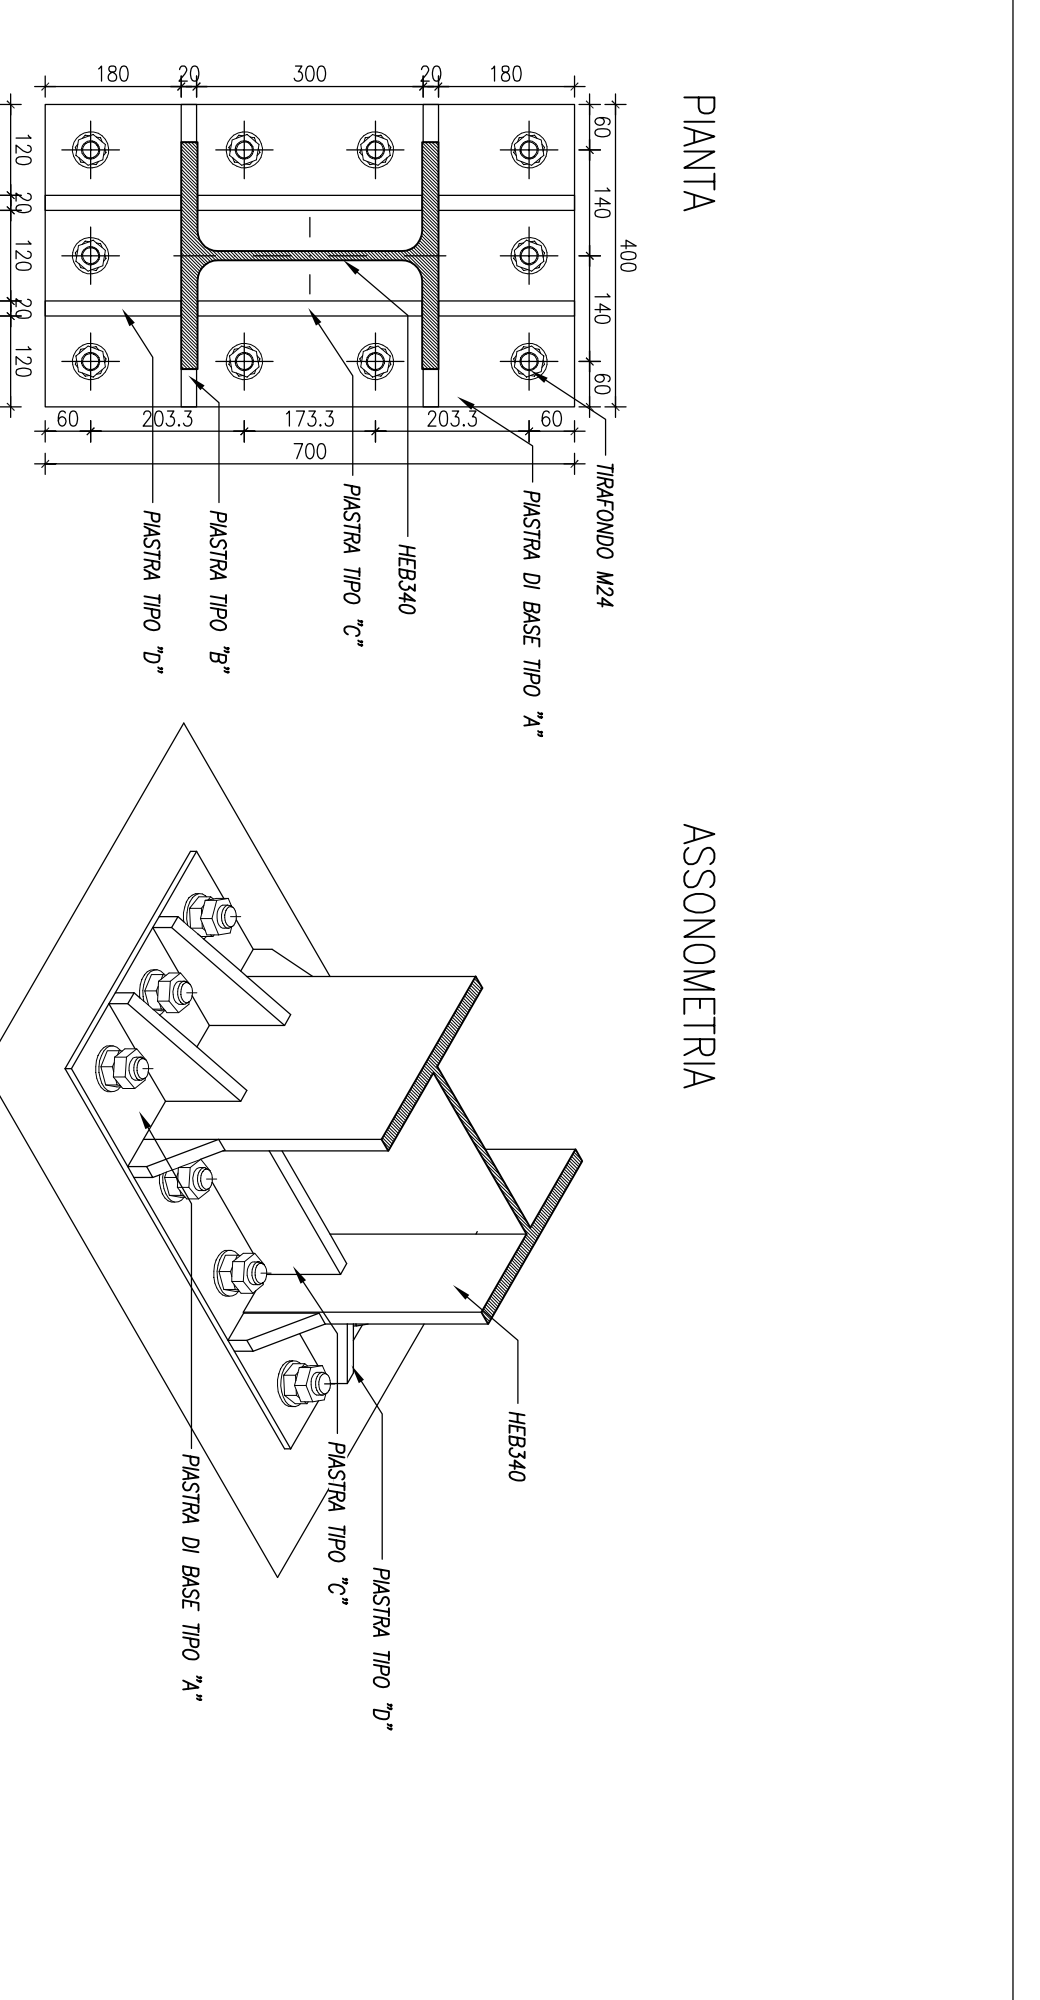 PIANTA
180
20
300
20
180
60
140
140
60
400
120
20
120
20
120
60
203.3
173.3
203.3
60
700
TIRAFONDO M24
PIASTRA DI BASE TIPO "A"
HEB340
PIASTRA TIPO "C"
PIASTRA TIPO "B"
PIASTRA TIPO "D"
ASSONOMETRIA
HEB340
PIASTRA TIPO "D"
PIASTRA TIPO "C"
PIASTRA DI BASE TIPO "A"